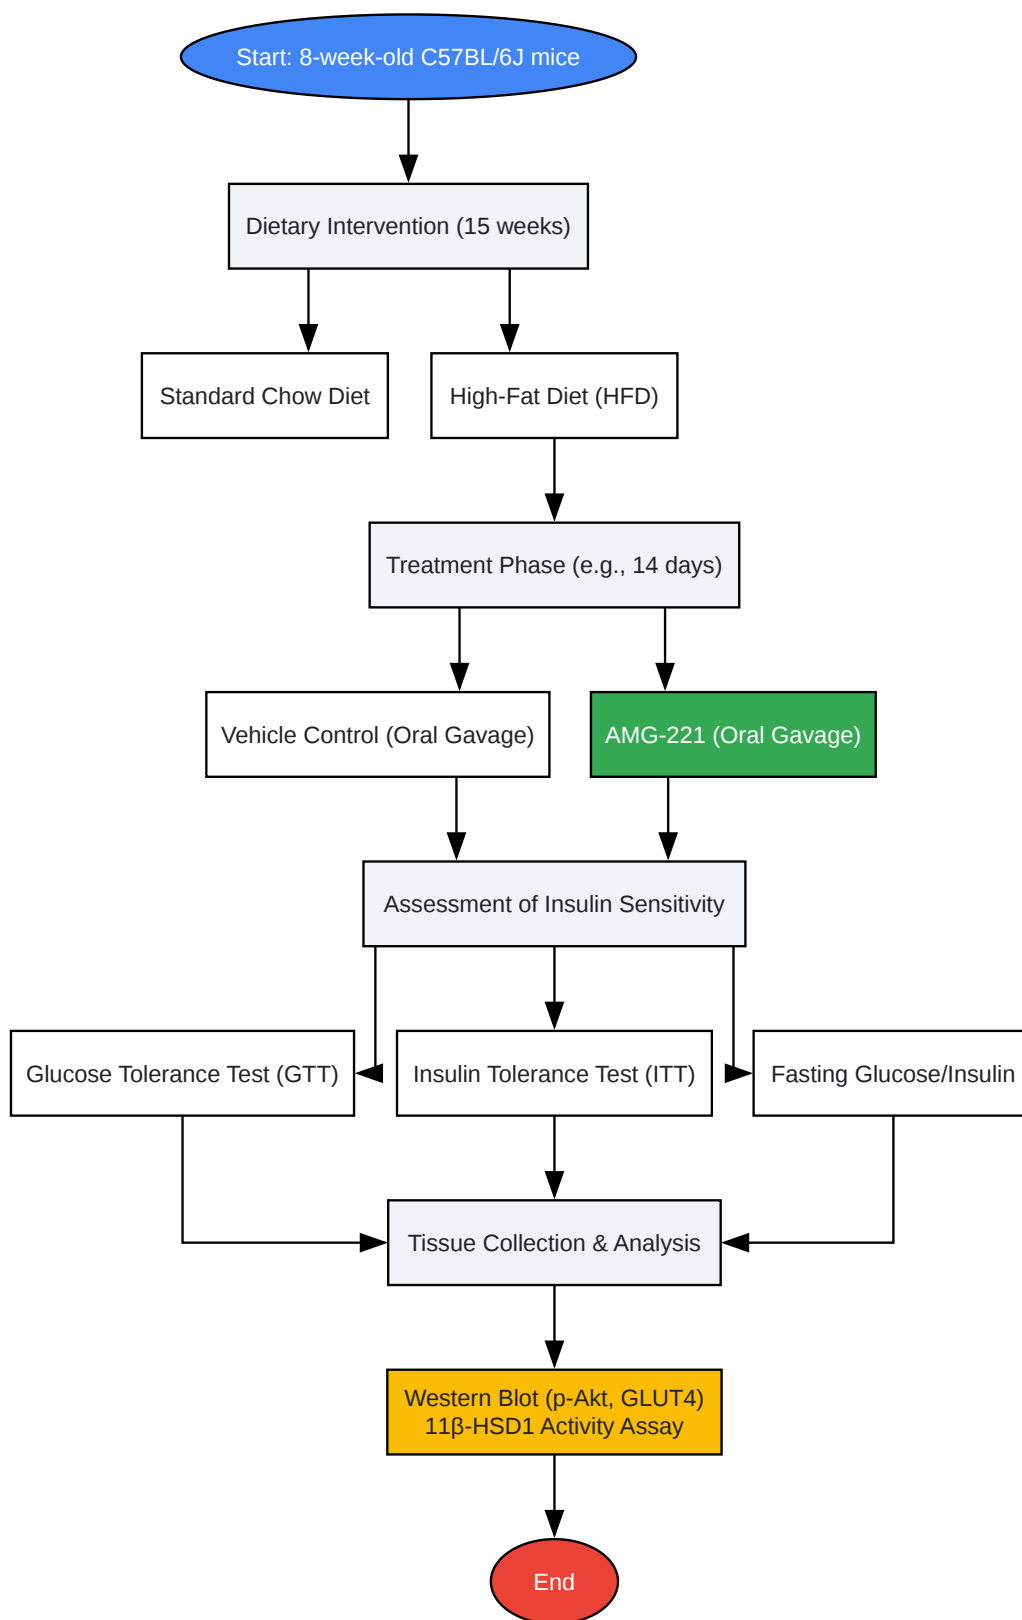 Start: 8-week-old C57BL/6J mice
Dietary Intervention (15 weeks)
Standard Chow Diet
High-Fat Diet (HFD)
Treatment Phase (e.g., 14 days)
Vehicle Control (Oral Gavage)
AMG-221 (Oral Gavage)
Assessment of Insulin Sensitivity
Glucose Tolerance Test (GTT)
Insulin Tolerance Test (ITT)
Fasting Glucose/Insulin
Tissue Collection & Analysis
Western Blot (p-Akt, GLUT4)
11β-HSD1 Activity Assay
End